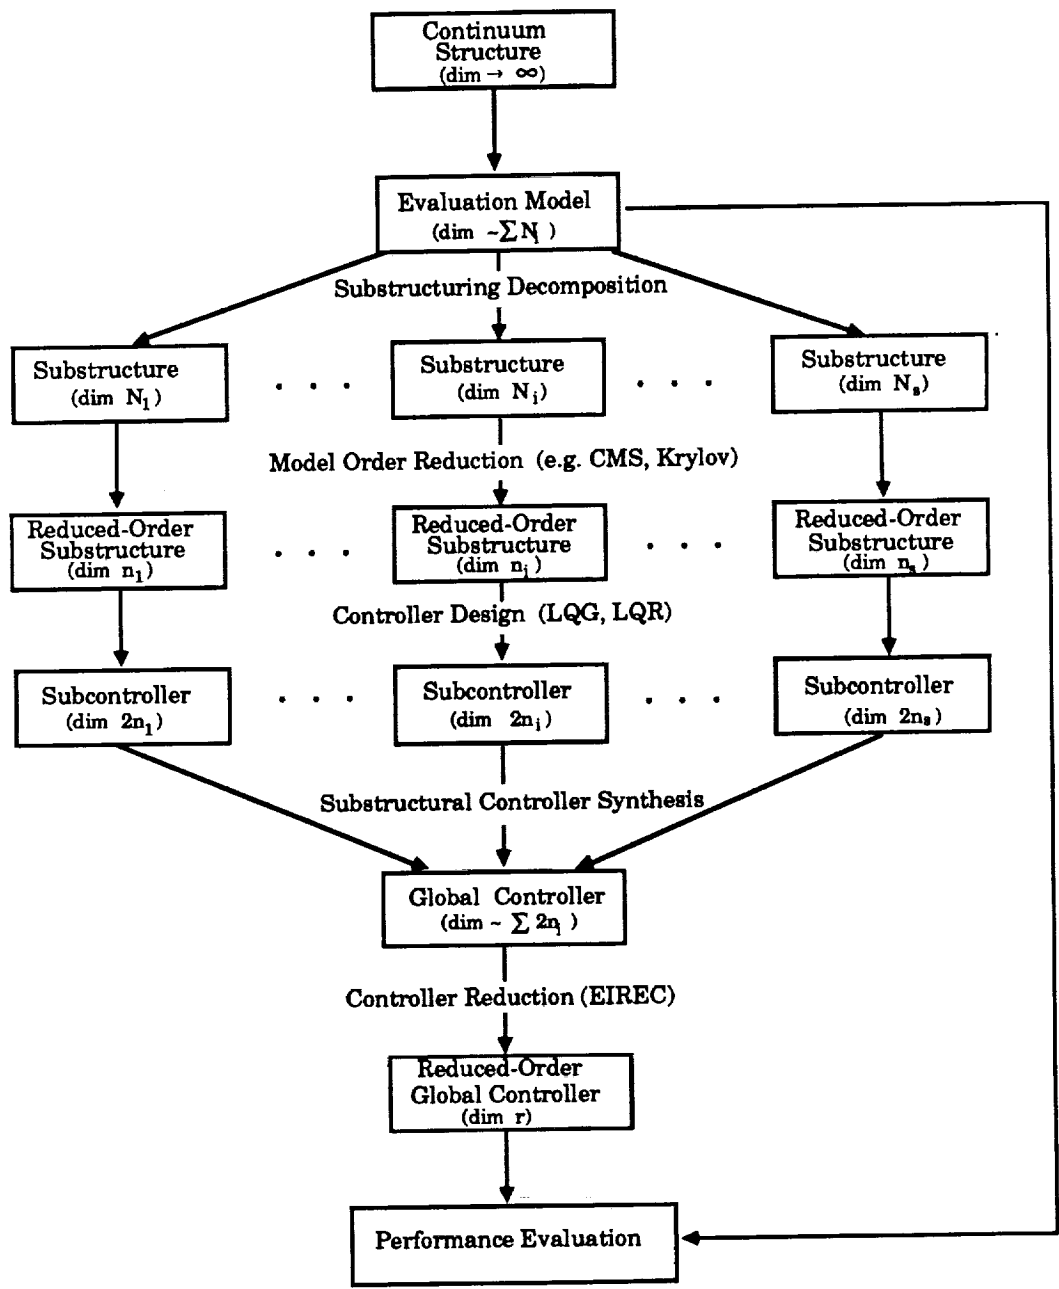 Continuum
Structure
(dim → ∞)
Evaluation Model
(dim ~ ∑ Nᵢ )
Substructuring Decomposition
Substructure
(dim N₁)
. . .
Substructure
(dim Nᵢ)
. . .
Substructure
(dim Nₛ)
Model Order Reduction (e.g. CMS, Krylov)
Reduced-Order
Substructure
(dim n₁)
. . .
Reduced-Order
Substructure
(dim nᵢ)
. . .
Reduced-Order
Substructure
(dim nₛ)
Controller Design (LQG, LQR)
Subcontroller
(dim 2n₁)
. . .
Subcontroller
(dim 2nᵢ)
. . .
Subcontroller
(dim 2nₛ)
Substructural Controller Synthesis
Global Controller
(dim ~ ∑ 2nᵢ )
Controller Reduction (EIREC)
Reduced-Order
Global Controller
(dim r)
Performance Evaluation